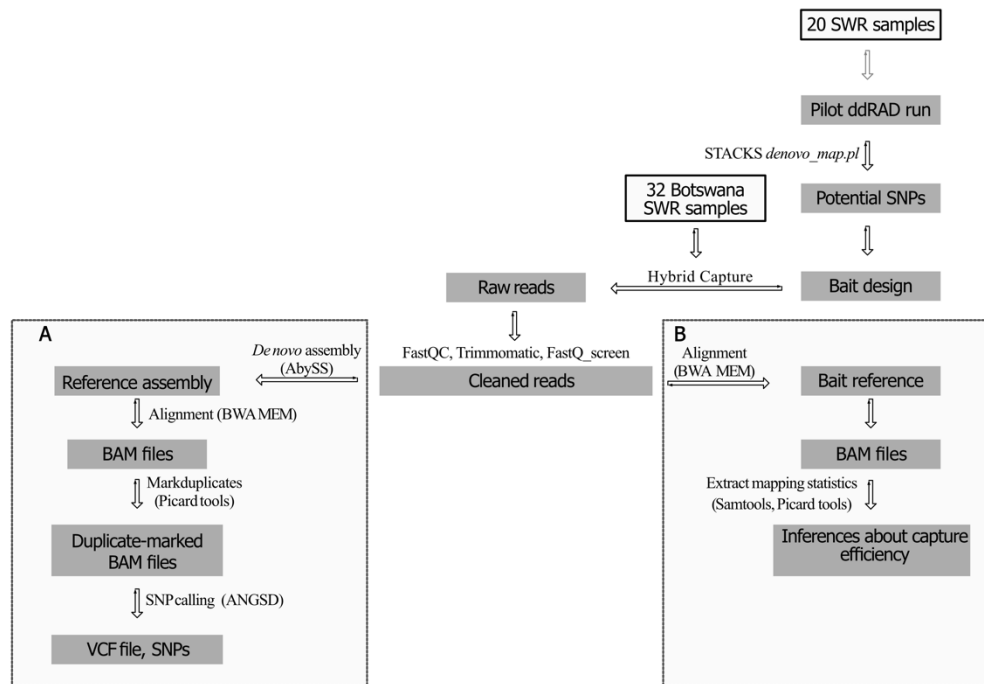 20 SWR samples
Pilot ddRAD run
STACKS denovo_map.pl
32 Botswana
SWR samples
Potential SNPs
Hybrid Capture
Raw reads
Bait design
A
B
FastQC, Trimmomatic, FastQ_screen
De novo assembly
(AbySS)
Alignment
(BWA MEM)
Reference assembly
Cleaned reads
Bait reference
Alignment (BWA MEM)
BAM files
BAM files
Markduplicates
(Picard tools)
Extract mapping statistics
(Samtools, Picard tools)
Duplicate-marked
BAM files
Inferences about capture
efficiency
SNP calling (ANGSD)
VCF file, SNPs